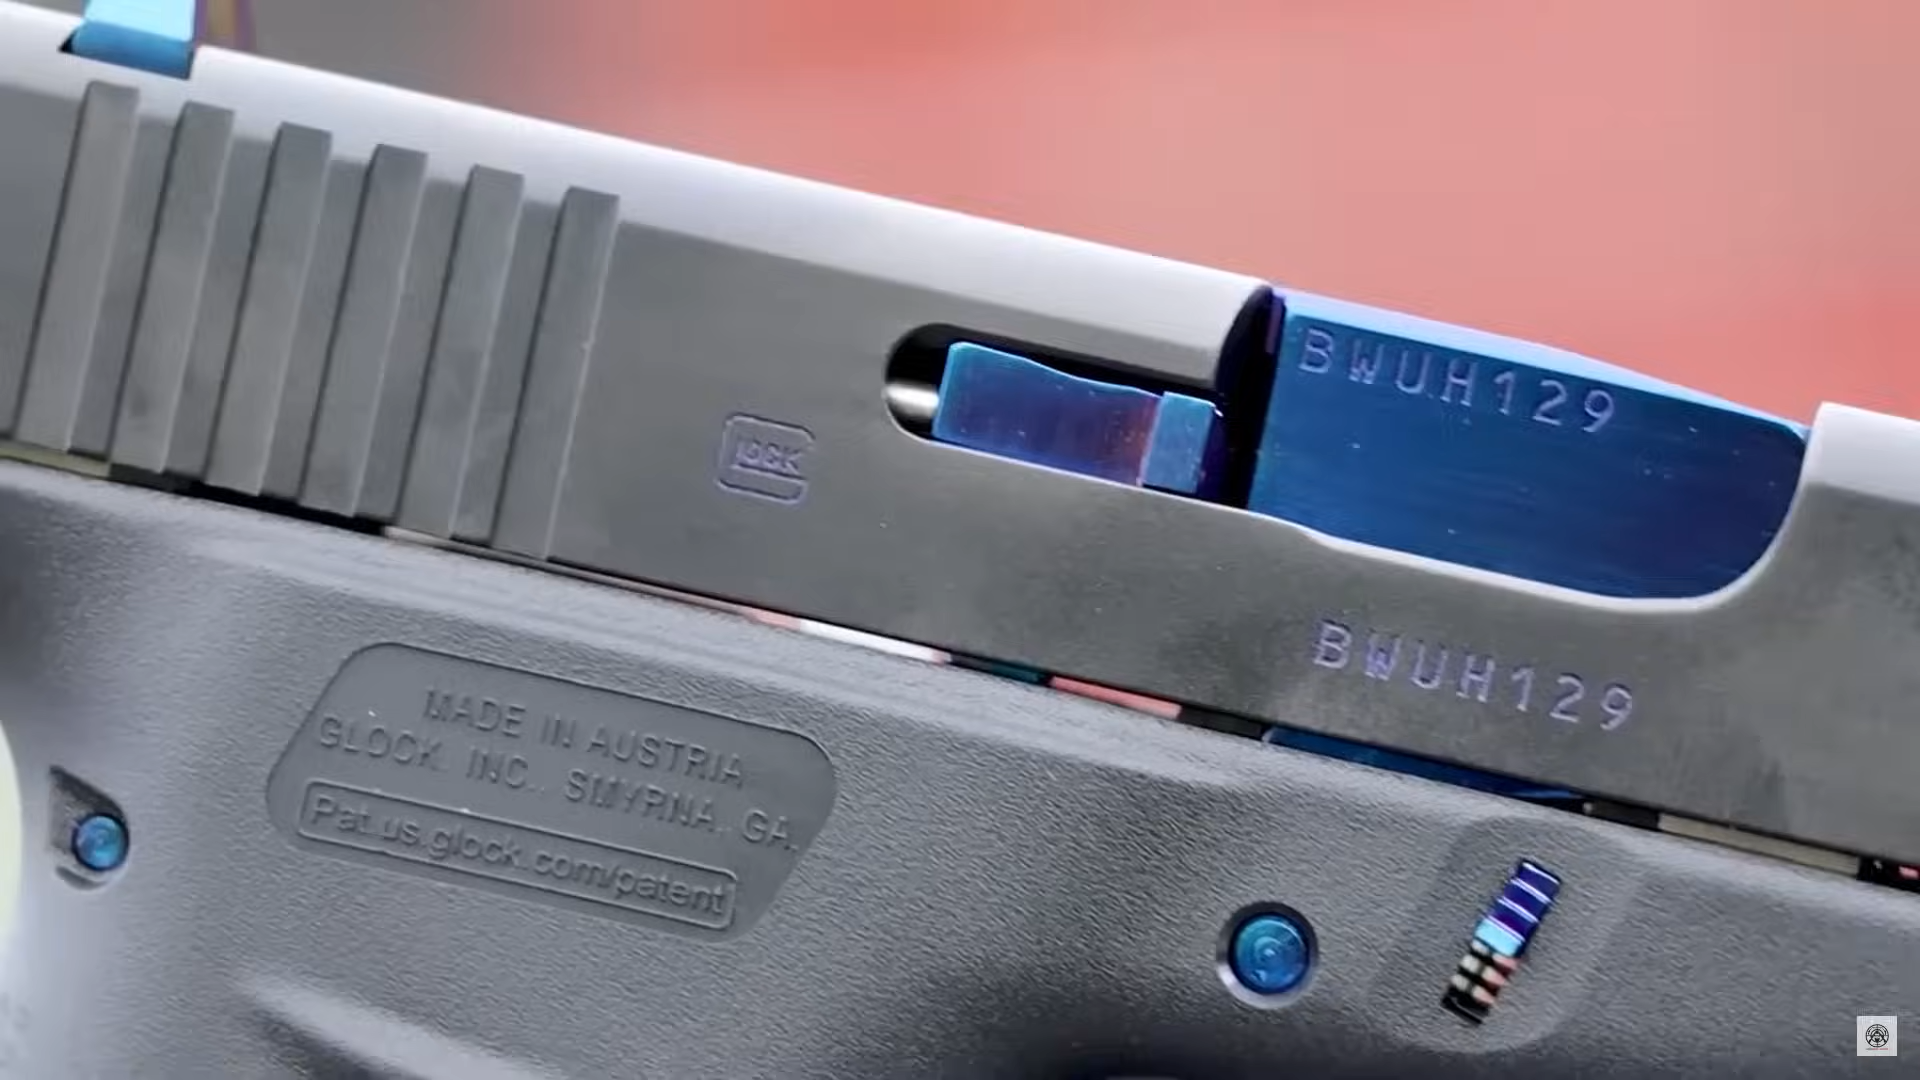 BWUH129
GLOCK
BWUH129
MADE IN AUSTRIA
GLOCK, INC., SMYRNA, GA.
Pat.us.glock.com/patent